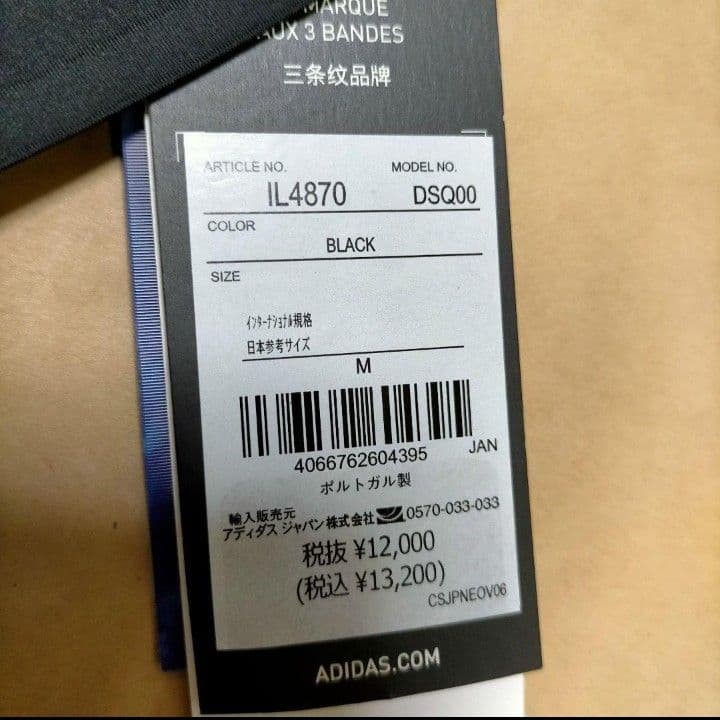 MARQUE
AUX 3 BANDES
三条纹品牌
ARTICLE NO. MODEL NO.
IL4870 DSQ00
COLOR
BLACK
SIZE
インターナショナル規格
日本参考サイズ
M
4066762604395 JAN
ポルトガル製
輸入販売元
アディダス ジャパン株式会社 0570-033-033
税抜 ¥12,000
(税込 ¥13,200)
CSJPNEOV06
ADIDAS.COM